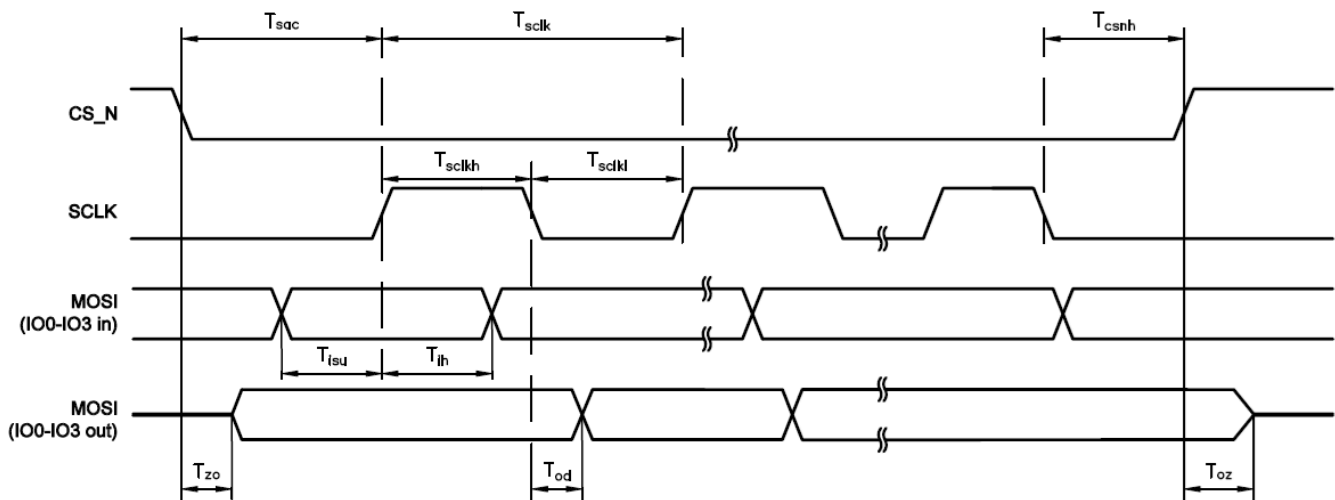 Tsac
Tsclk
Tcsnh
CS_N
Tsclkh
Tsclkl
SCLK
MOSI
(IO0-IO3 in)
Tisu
Tih
MOSI
(IO0-IO3 out)
Tzo
Tod
Toz